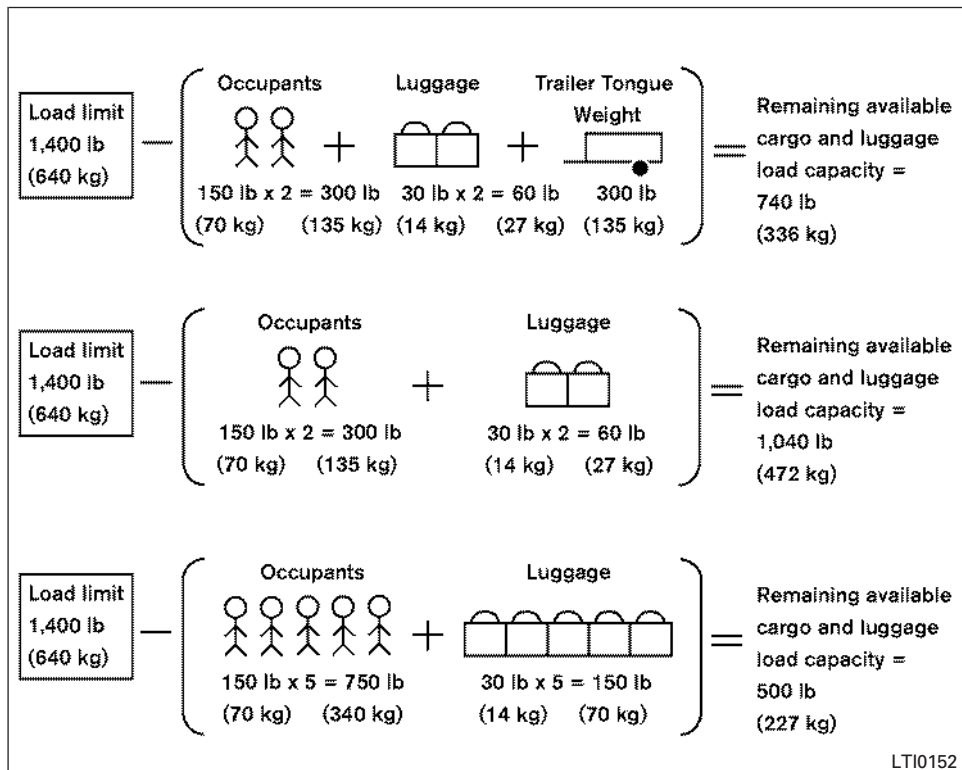 Load limit
1,400 lb
(640 kg)
Occupants
150 lb x 2 = 300 lb
(70 kg) (135 kg)
+
Luggage
30 lb x 2 = 60 lb
(14 kg) (27 kg)
+
Trailer Tongue
Weight
300 lb
(135 kg)
=
Remaining available
cargo and luggage
load capacity =
740 lb
(336 kg)
Load limit
1,400 lb
(640 kg)
Occupants
150 lb x 2 = 300 lb
(70 kg) (135 kg)
+
Luggage
30 lb x 2 = 60 lb
(14 kg) (27 kg)
=
Remaining available
cargo and luggage
load capacity =
1,040 lb
(472 kg)
Load limit
1,400 lb
(640 kg)
Occupants
150 lb x 5 = 750 lb
(70 kg) (340 kg)
+
Luggage
30 lb x 5 = 150 lb
(14 kg) (70 kg)
=
Remaining available
cargo and luggage
load capacity =
500 lb
(227 kg)
LTI0152